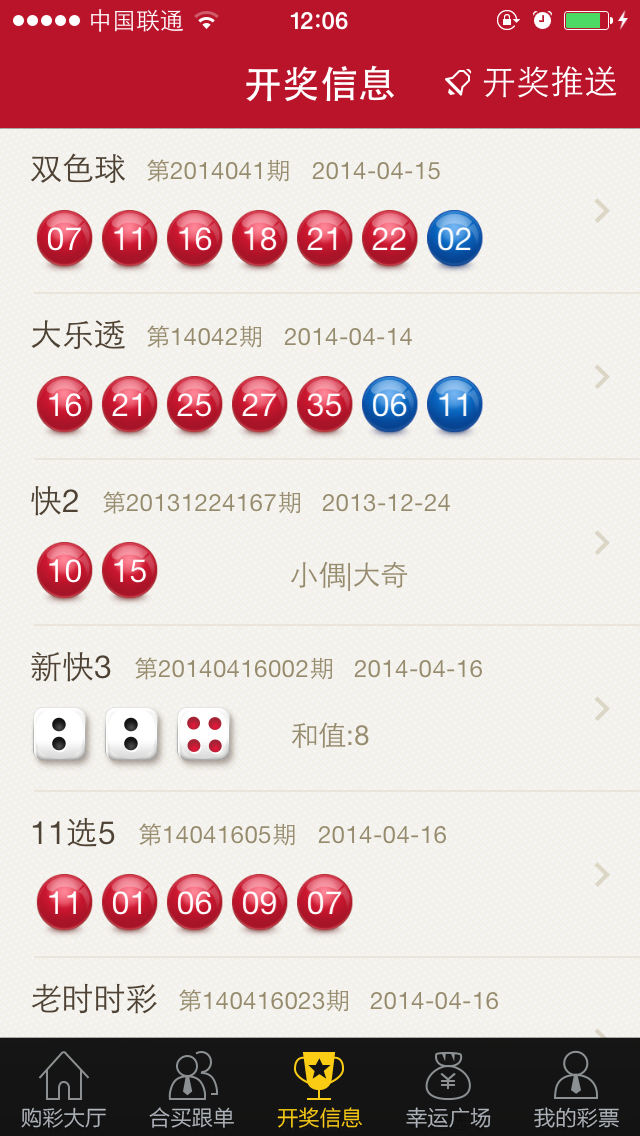 中国联通 12:06
开奖信息 开奖推送
双色球 第2014041期 2014-04-15
07 11 16 18 21 22 02
大乐透 第14042期 2014-04-14
16 21 25 27 35 06 11
快2 第20131224167期 2013-12-24
10 15 小偶|大奇
新快3 第20140416002期 2014-04-16
和值:8
11选5 第14041605期 2014-04-16
11 01 06 09 07
老时时彩 第140416023期 2014-04-16
购彩大厅 合买跟单 开奖信息 幸运广场 我的彩票